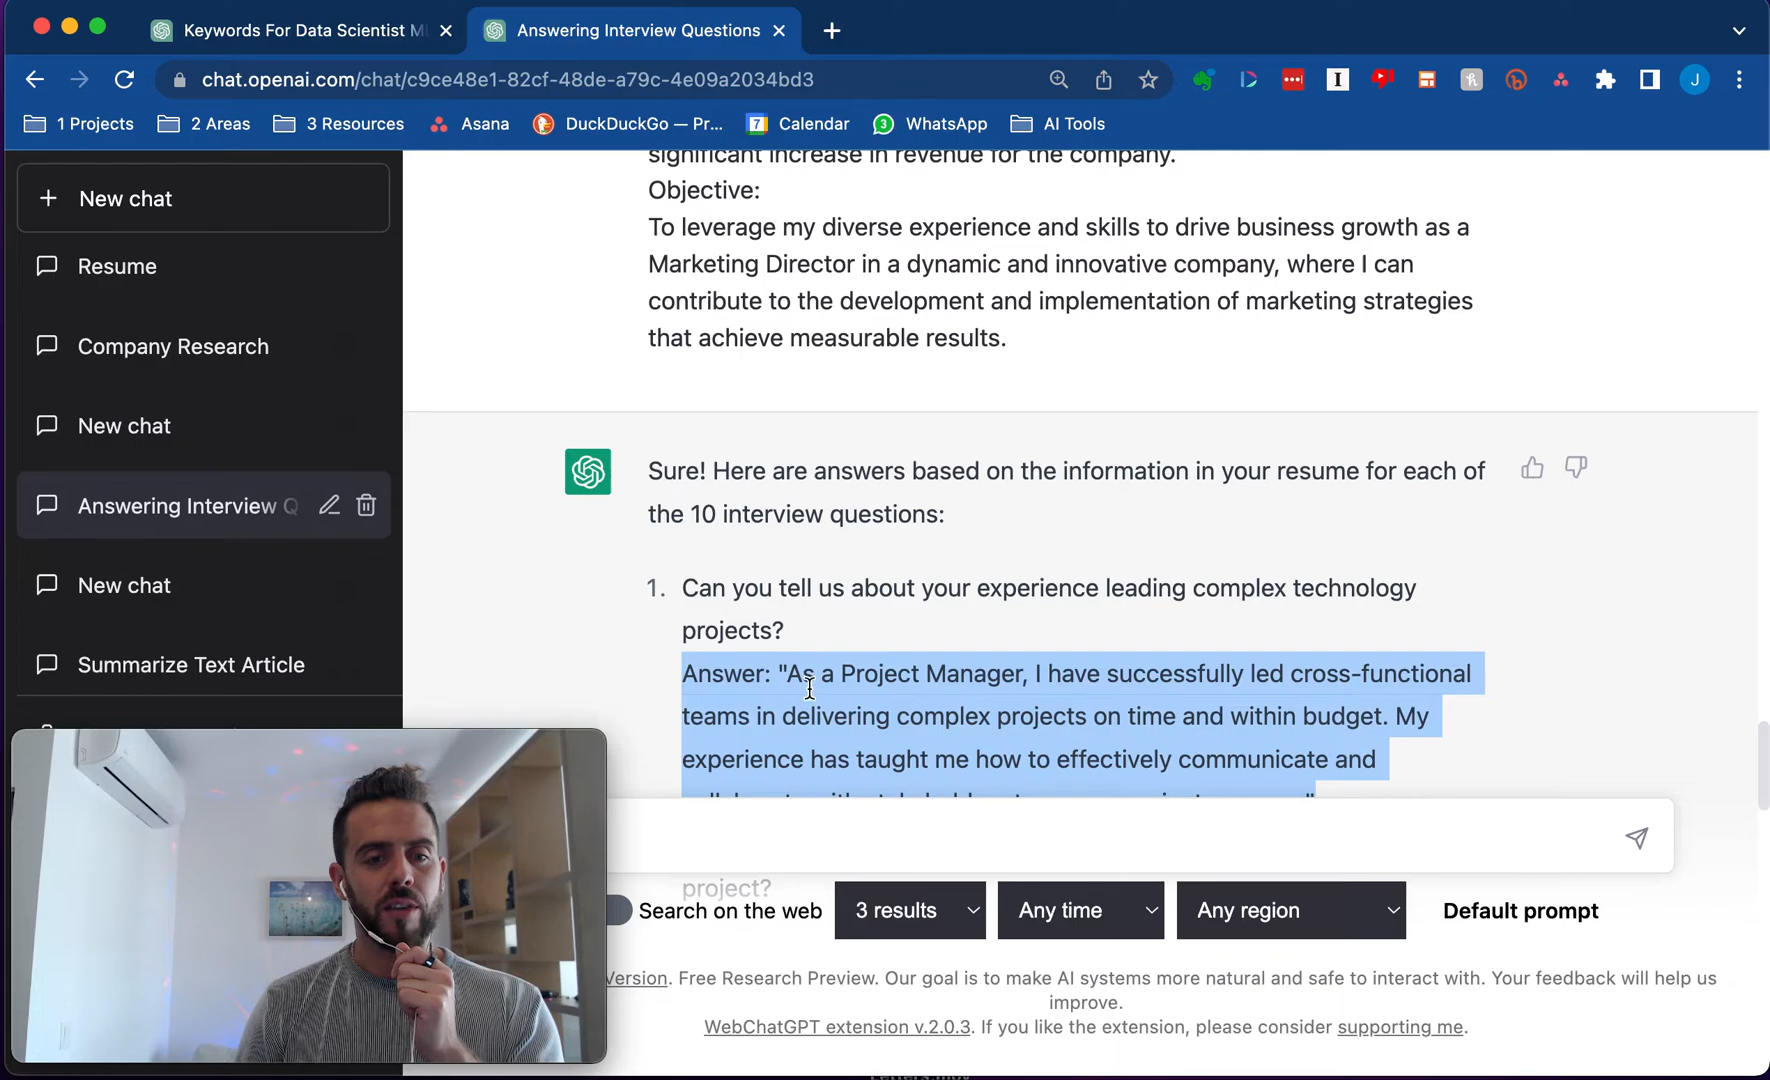 Keywords For Data Scientist M
Answering Interview Questions
chat.openai.com/chat/c9ce48e1-82cf-48de-a79c-4e09a2034bd3
J
1 Projects
2 Areas
3 Resources
Asana
DuckDuckGo — Pr...
7
Calendar
3
WhatsApp
AI Tools
New chat
Resume
Company Research
New chat
Answering Interview Q
New chat
Summarize Text Article
significant increase in revenue for the company.
Objective:
To leverage my diverse experience and skills to drive business growth as a
Marketing Director in a dynamic and innovative company, where I can
contribute to the development and implementation of marketing strategies
that achieve measurable results.
Sure! Here are answers based on the information in your resume for each of
the 10 interview questions:
1. Can you tell us about your experience leading complex technology
projects?
Answer: "As a Project Manager, I have successfully led cross-functional
teams in delivering complex projects on time and within budget. My
experience has taught me how to effectively communicate and
project?
Search on the web
3 results
Any time
Any region
Default prompt
Version. Free Research Preview. Our goal is to make AI systems more natural and safe to interact with. Your feedback will help us
improve.
WebChatGPT extension v.2.0.3. If you like the extension, please consider supporting me.